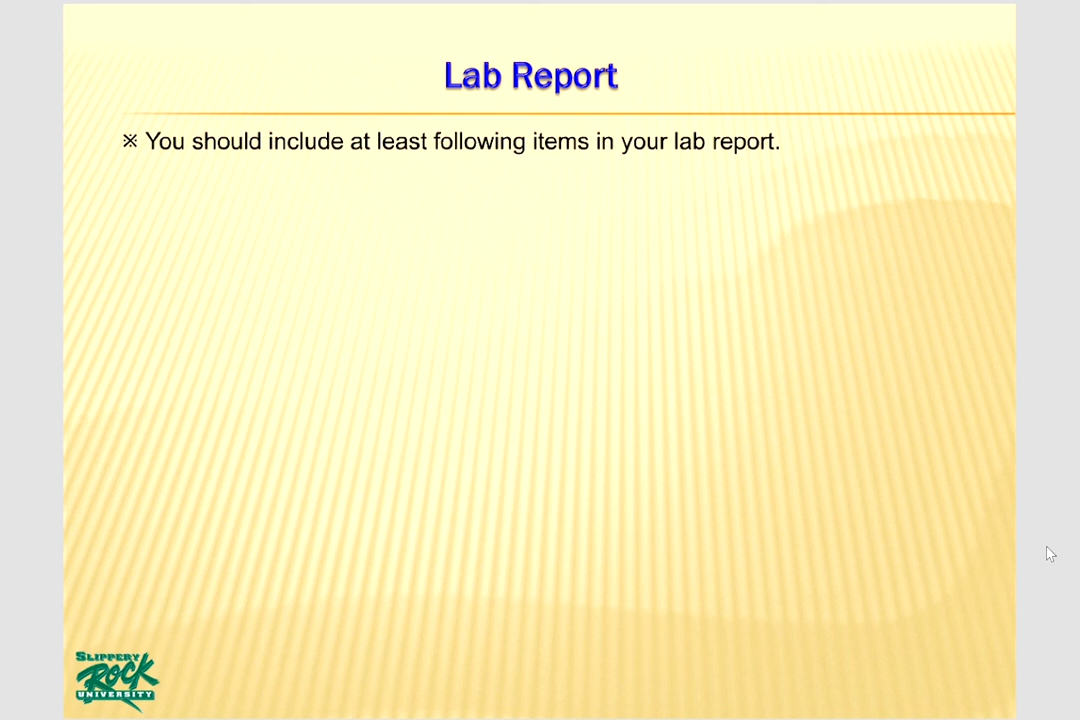 Lab Report
※ You should include at least following items in your lab report.
SLIPPERY
ROCK
UNIVERSITY